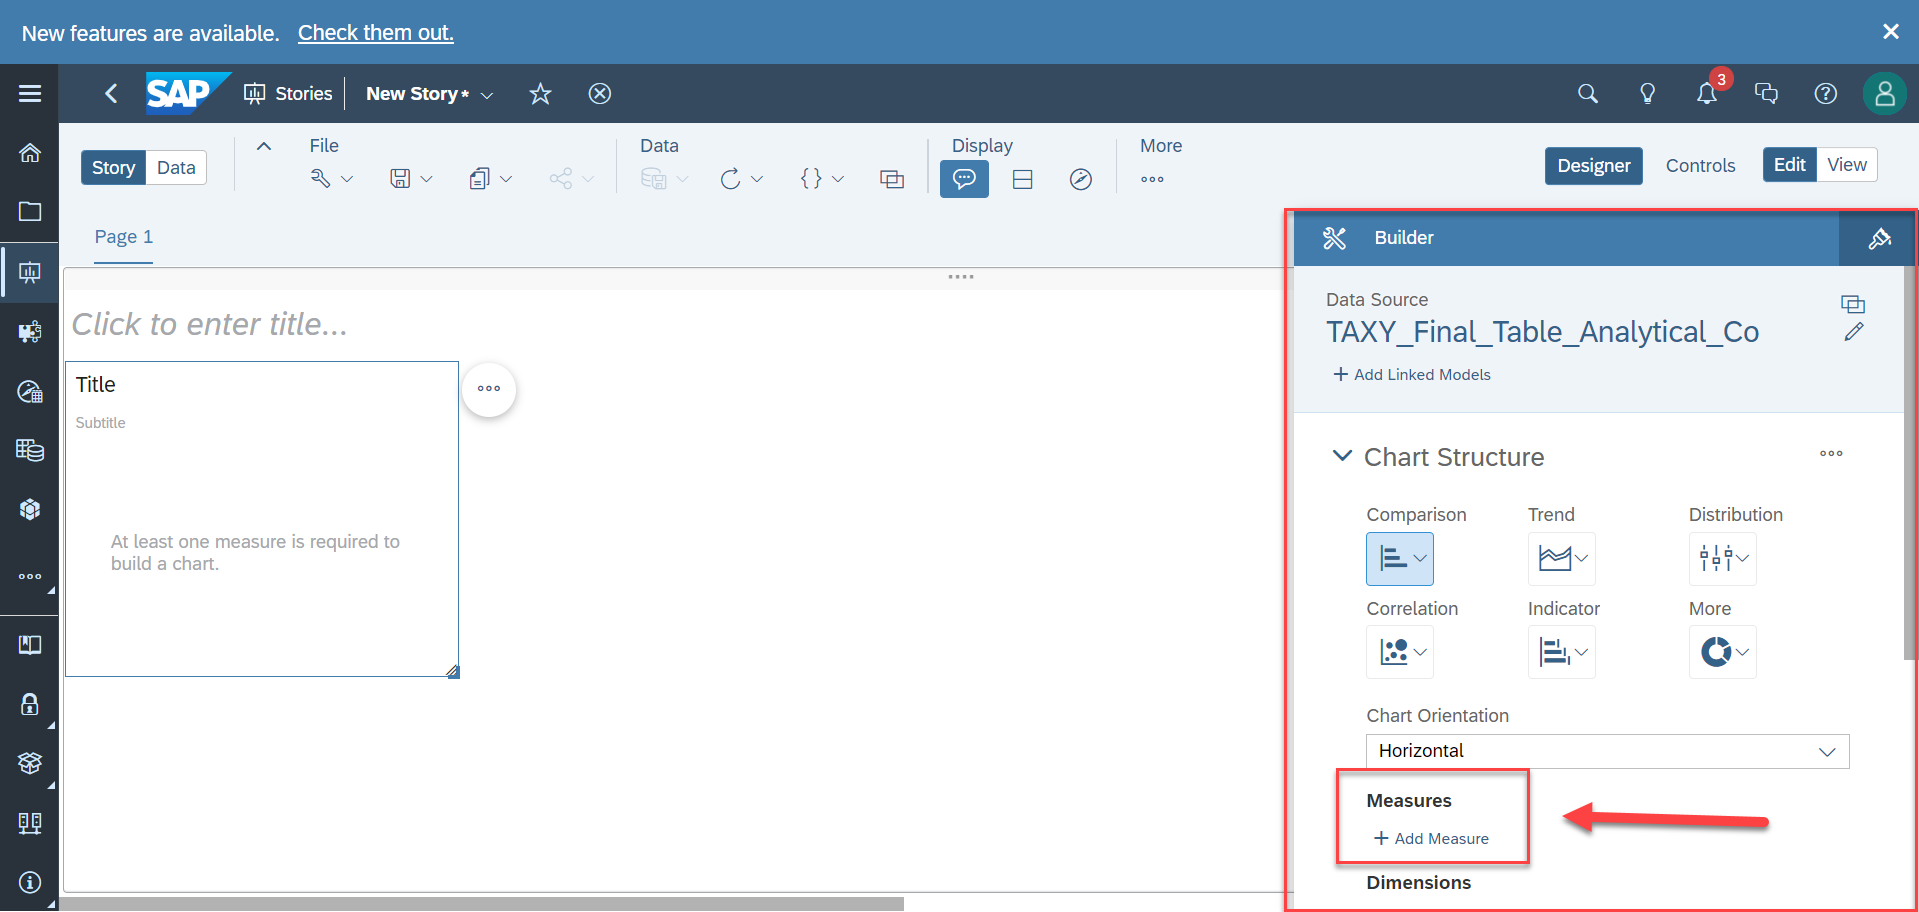 New features are available. Check them out.
SAP Stories New Story*
3
Story Data
File
Data
Display
More
Designer Controls Edit View
Page 1
Click to enter title...
Title
Subtitle
At least one measure is required to
build a chart.
Builder
Data Source
TAXY_Final_Table_Analytical_Co
+ Add Linked Models
Chart Structure
Comparison Trend Distribution
Correlation Indicator More
Chart Orientation
Horizontal
Measures
+ Add Measure
Dimensions